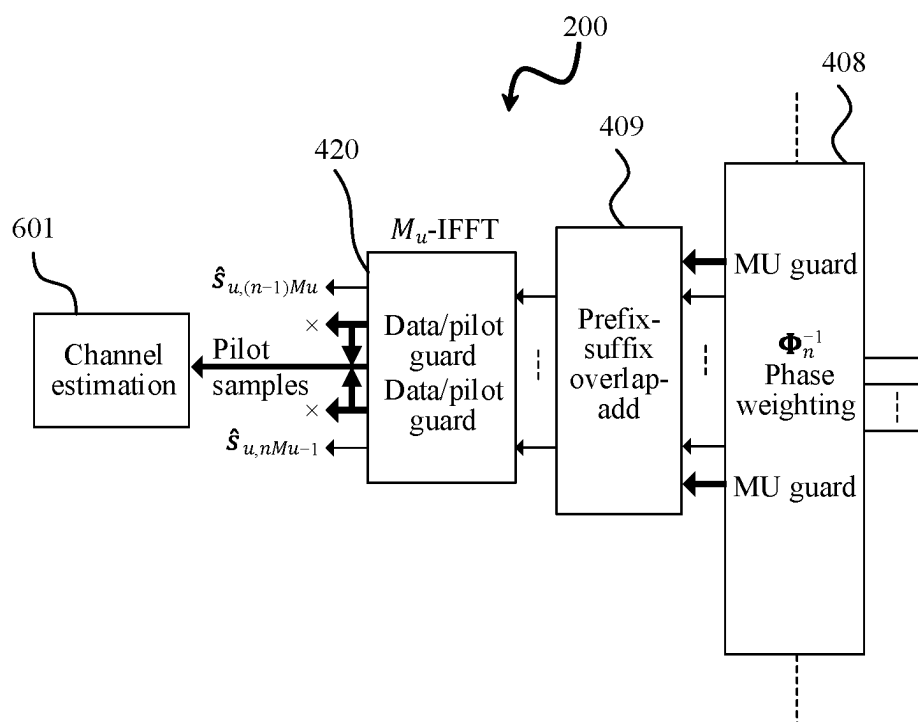 200
408
409
420
601
M_u-IFFT
ŝ_{u,(n−1)Mu}
MU guard
×
Data/pilot
guard
Prefix-
suffix
overlap-
add
Φ_n^{-1}
Phase
weighting
Channel
estimation
Pilot
samples
Data/pilot
guard
×
ŝ_{u,nMu−1}
MU guard